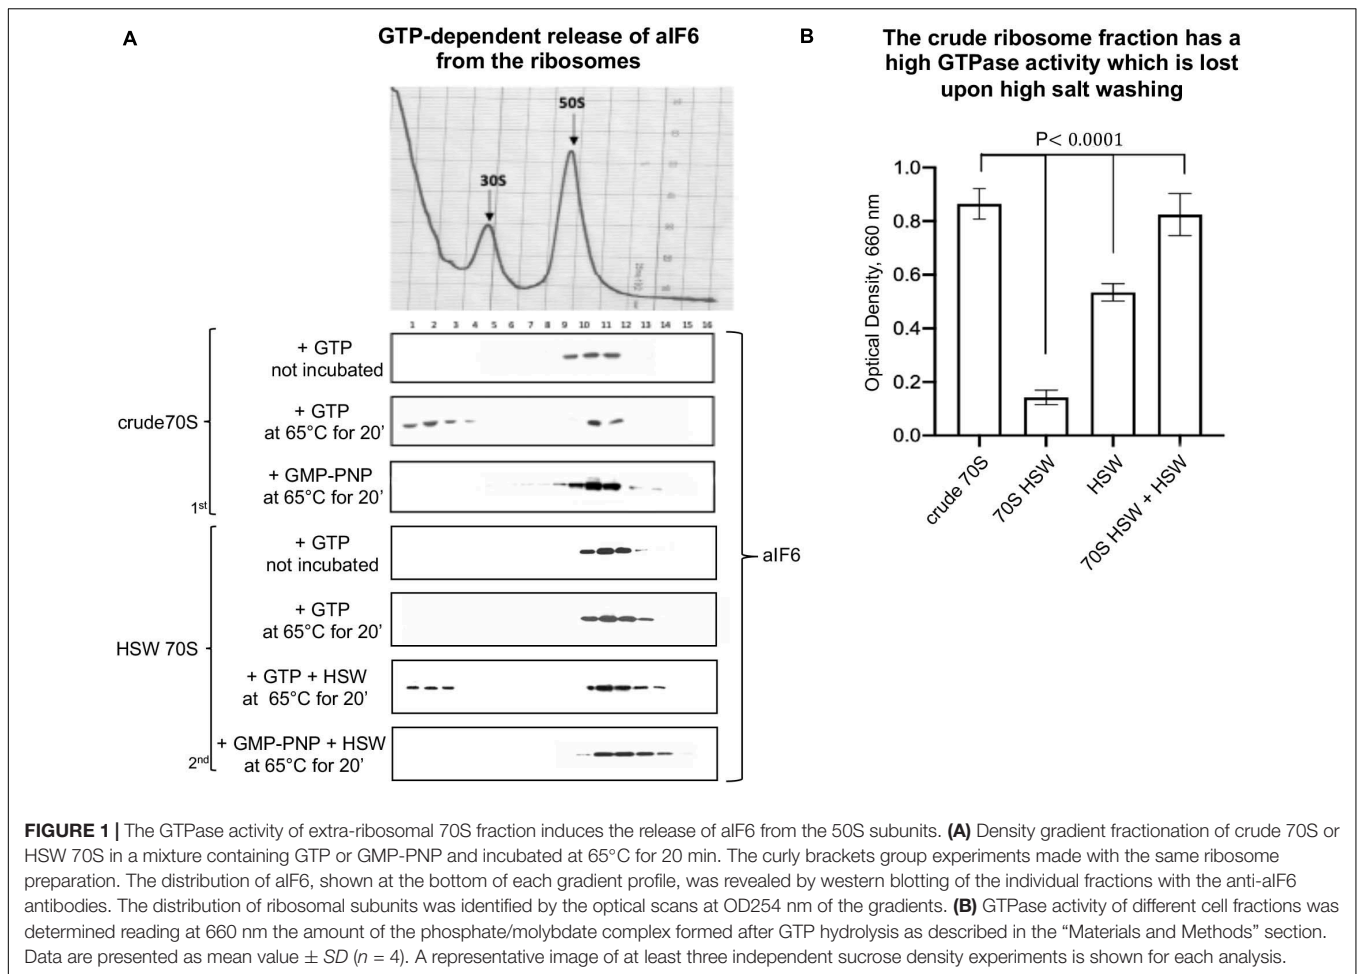 A
GTP-dependent release of aIF6
from the ribosomes
50S
30S
1 2 3 4 5 6 7 8 9 10 11 12 13 14 15 16
crude70S
+ GTP
not incubated
+ GTP
at 65°C for 20'
+ GMP-PNP
at 65°C for 20'
1st
HSW 70S
+ GTP
not incubated
+ GTP
at 65°C for 20'
+ GTP + HSW
at 65°C for 20'
+ GMP-PNP + HSW
at 65°C for 20'
2nd
aIF6
B
The crude ribosome fraction has a
high GTPase activity which is lost
upon high salt washing
P< 0.0001
Optical Density, 660 nm
1.0
0.8
0.6
0.4
0.2
0.0
crude 70S
70S HSW
HSW
70S HSW + HSW
FIGURE 1 | The GTPase activity of extra-ribosomal 70S fraction induces the release of aIF6 from the 50S subunits. (A) Density gradient fractionation of crude 70S or
HSW 70S in a mixture containing GTP or GMP-PNP and incubated at 65°C for 20 min. The curly brackets group experiments made with the same ribosome
preparation. The distribution of aIF6, shown at the bottom of each gradient profile, was revealed by western blotting of the individual fractions with the anti-aIF6
antibodies. The distribution of ribosomal subunits was identified by the optical scans at OD254 nm of the gradients. (B) GTPase activity of different cell fractions was
determined reading at 660 nm the amount of the phosphate/molybdate complex formed after GTP hydrolysis as described in the “Materials and Methods” section.
Data are presented as mean value ± SD (n = 4). A representative image of at least three independent sucrose density experiments is shown for each analysis.